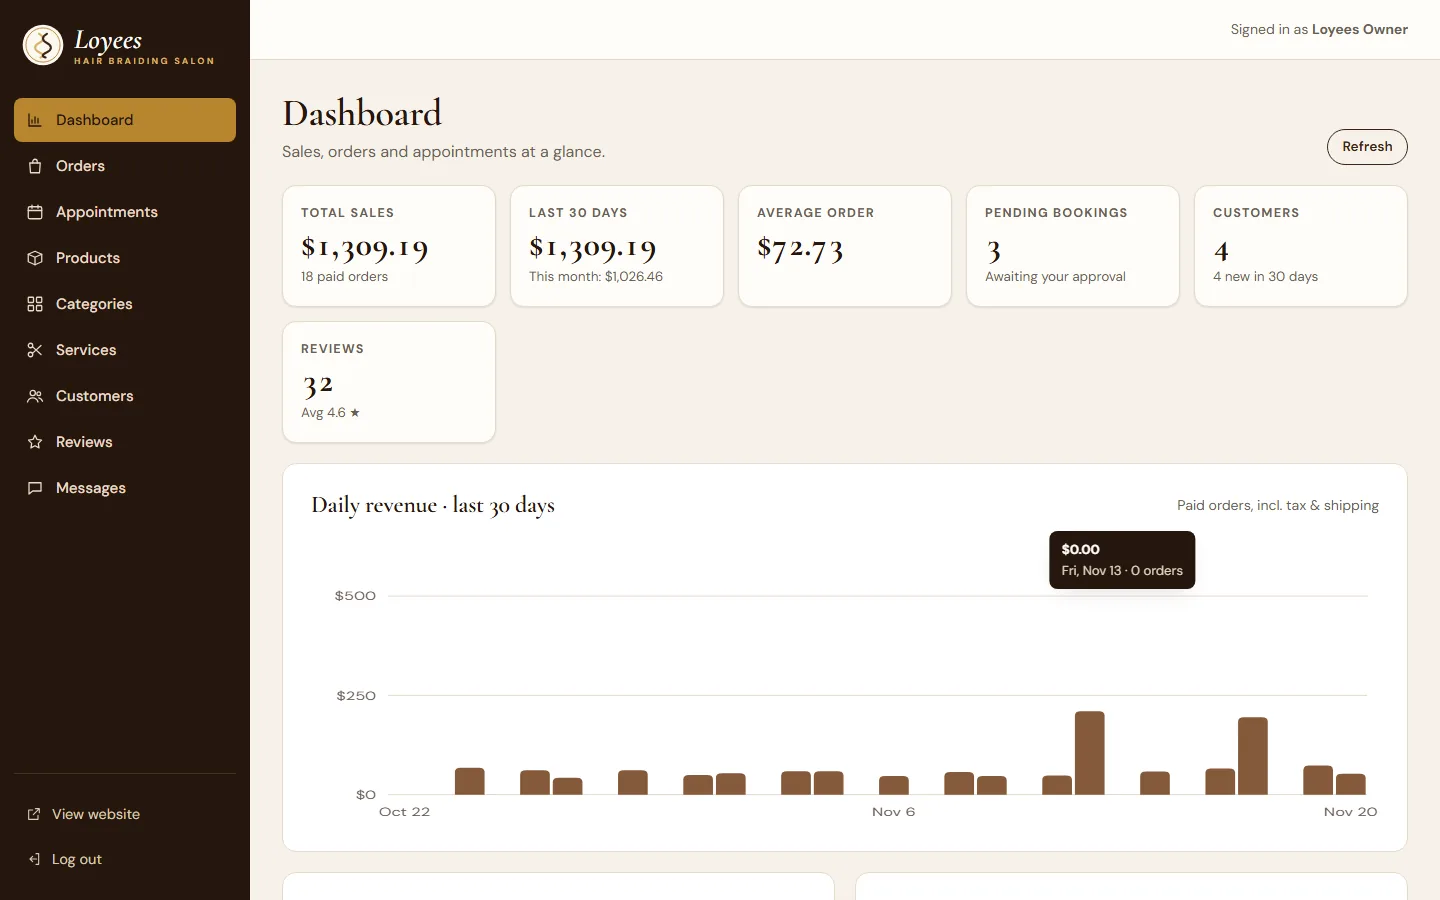 Loyees
HAIR BRAIDING SALON
Dashboard
Orders
Appointments
Products
Categories
Services
Customers
Reviews
Messages
View website
Log out
Signed in as Loyees Owner
Dashboard
Sales, orders and appointments at a glance.
Refresh
TOTAL SALES
$1,309.19
18 paid orders
LAST 30 DAYS
$1,309.19
This month: $1,026.46
AVERAGE ORDER
$72.73
PENDING BOOKINGS
3
Awaiting your approval
CUSTOMERS
4
4 new in 30 days
REVIEWS
32
Avg 4.6 ★
Daily revenue · last 30 days
Paid orders, incl. tax & shipping
$0.00
Fri, Nov 13 · 0 orders
$500
$250
$0
Oct 22
Nov 6
Nov 20